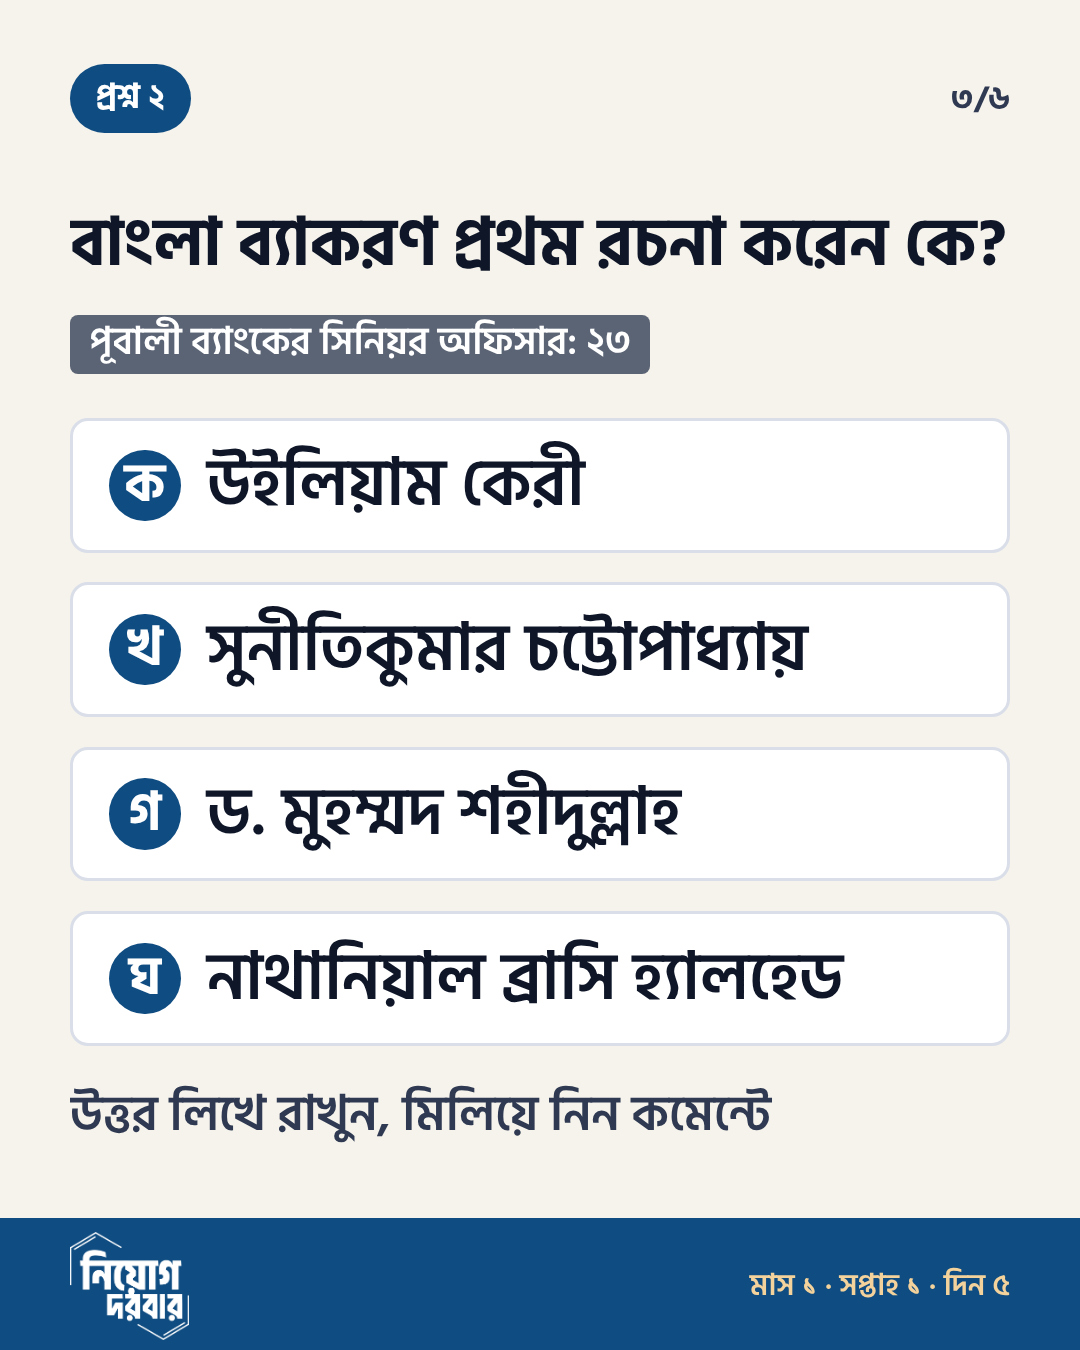 প্রশ্ন ২
৩/৬
বাংলা ব্যাকরণ প্রথম রচনা করেন কে?
পূবালী ব্যাংকের সিনিয়র অফিসার: ২৩
ক উইলিয়াম কেরী
খ সুনীতিকুমার চট্টোপাধ্যায়
গ ড. মুহম্মদ শহীদুল্লাহ
ঘ নাথানিয়াল ব্রাসি হ্যালহেড
উত্তর লিখে রাখুন, মিলিয়ে নিন কমেন্টে
নিয়োগ
দরবার
মাস ১ · সপ্তাহ ১ · দিন ৫